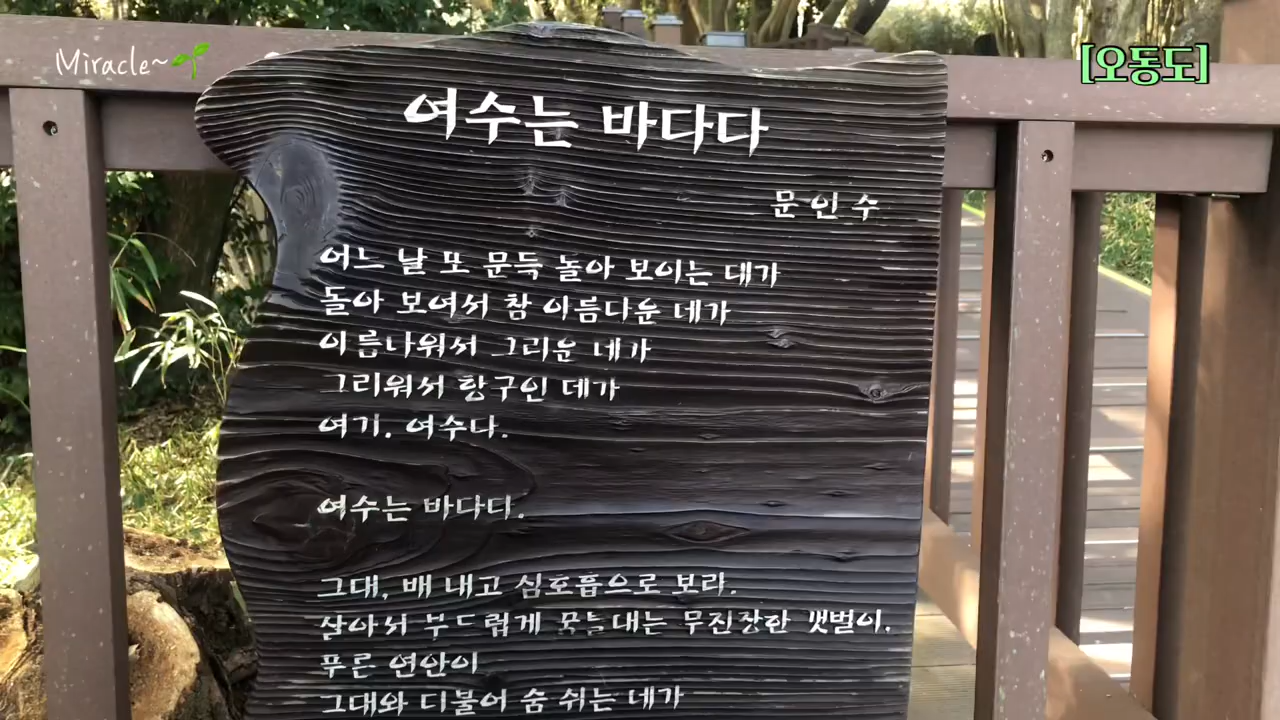 Miracle~
[오동도]
여수는 바다다
문인수
어느 날 또 문득 돌아 보이는 데가
돌아 보여서 참 아름다운 데가
아름다워서 그리운 데가
그리워서 항구인 데가
여기, 여수다.
여수는 바다다.
그대, 배 내고 심호흡으로 보라.
살아서 부드럽게 꿈틀대는 무진장한 갯벌이,
푸른 연안이
그대와 더불어 숨 쉬는 데가